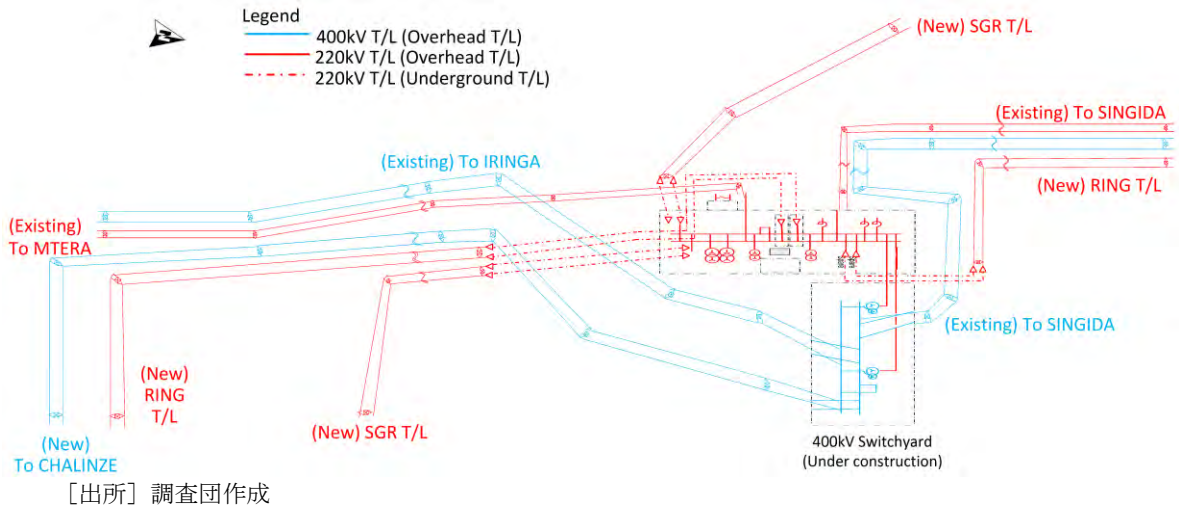 Legend
400kV T/L (Overhead T/L)
220kV T/L (Overhead T/L)
220kV T/L (Underground T/L)
(New) SGR T/L
(Existing) To SINGIDA
(Existing) To IRINGA
(New) RING T/L
(Existing)
To MTERA
(Existing) To SINGIDA
(New)
RING
T/L
(New) SGR T/L
(New)
To CHALINZE
400kV Switchyard
(Under construction)
［出所］調査団作成